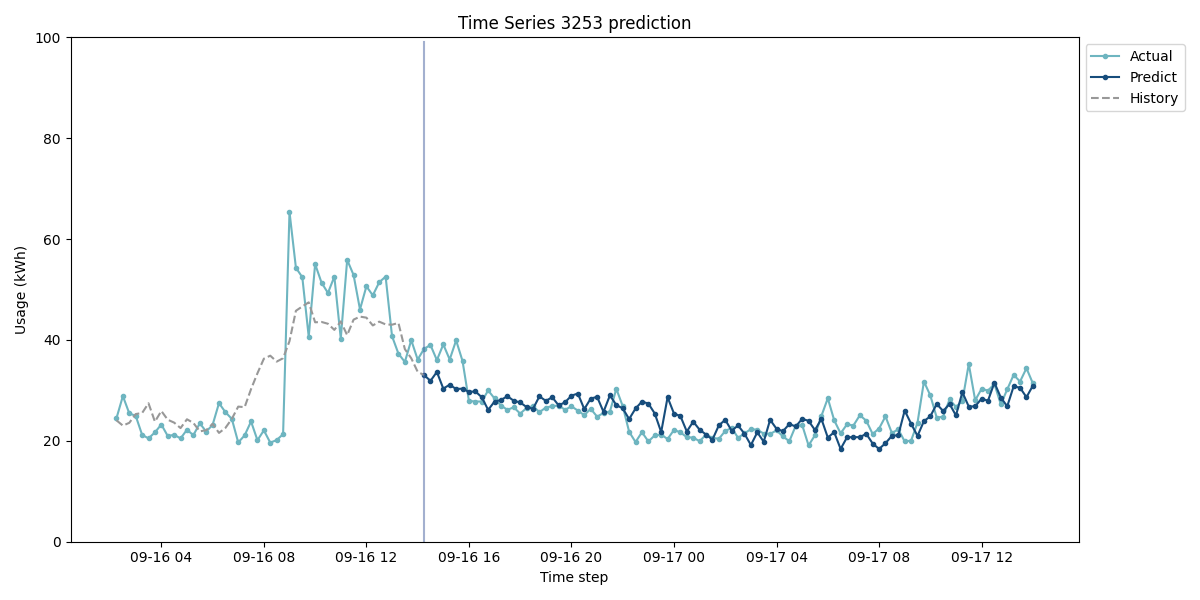 Time Series 3253 prediction
100
80
60
40
20
0
Usage (kWh)
09-16 04
09-16 08
09-16 12
09-16 16
09-16 20
09-17 00
09-17 04
09-17 08
09-17 12
Time step
Actual
Predict
History